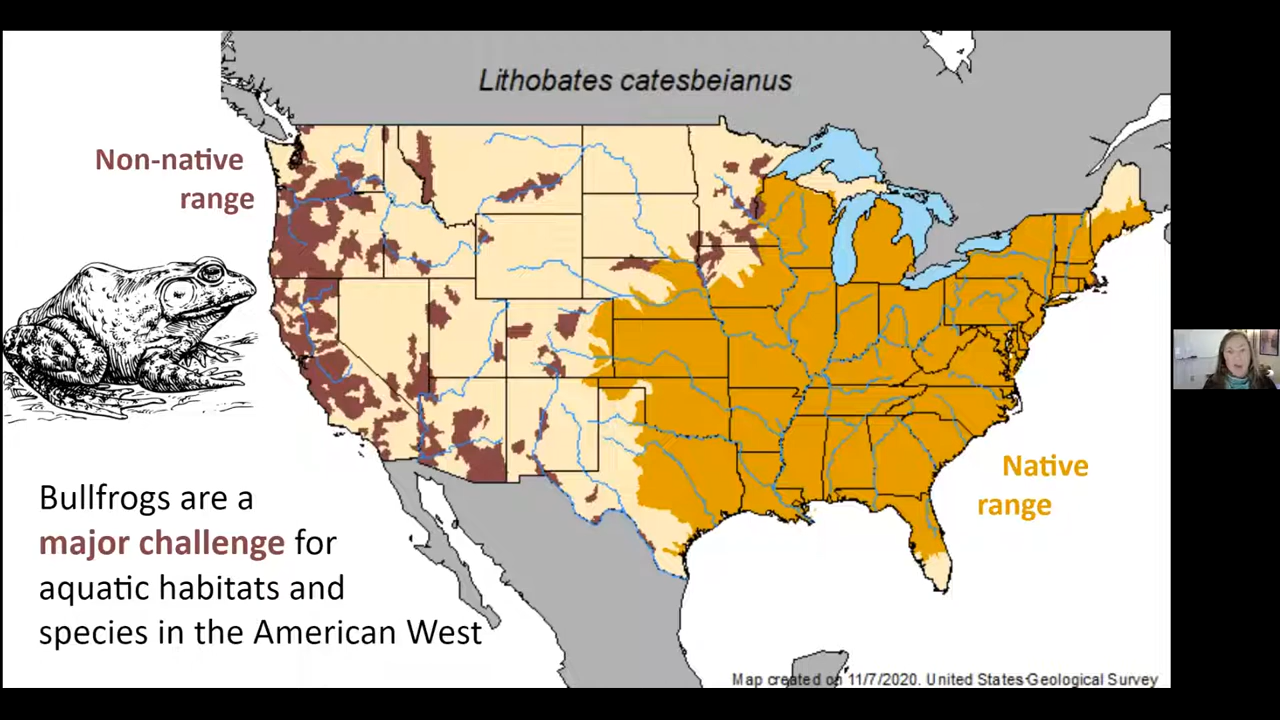 Lithobates catesbeianus
Non-native
range
Native
range
Bullfrogs are a
major challenge for
aquatic habitats and
species in the American West
Map created on 11/7/2020. United States Geological Survey